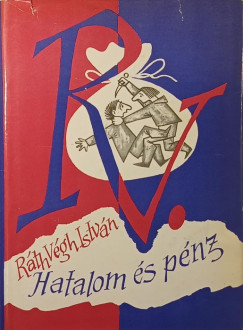 R
V.
Ráth-Végh István
Hatalom és pénz